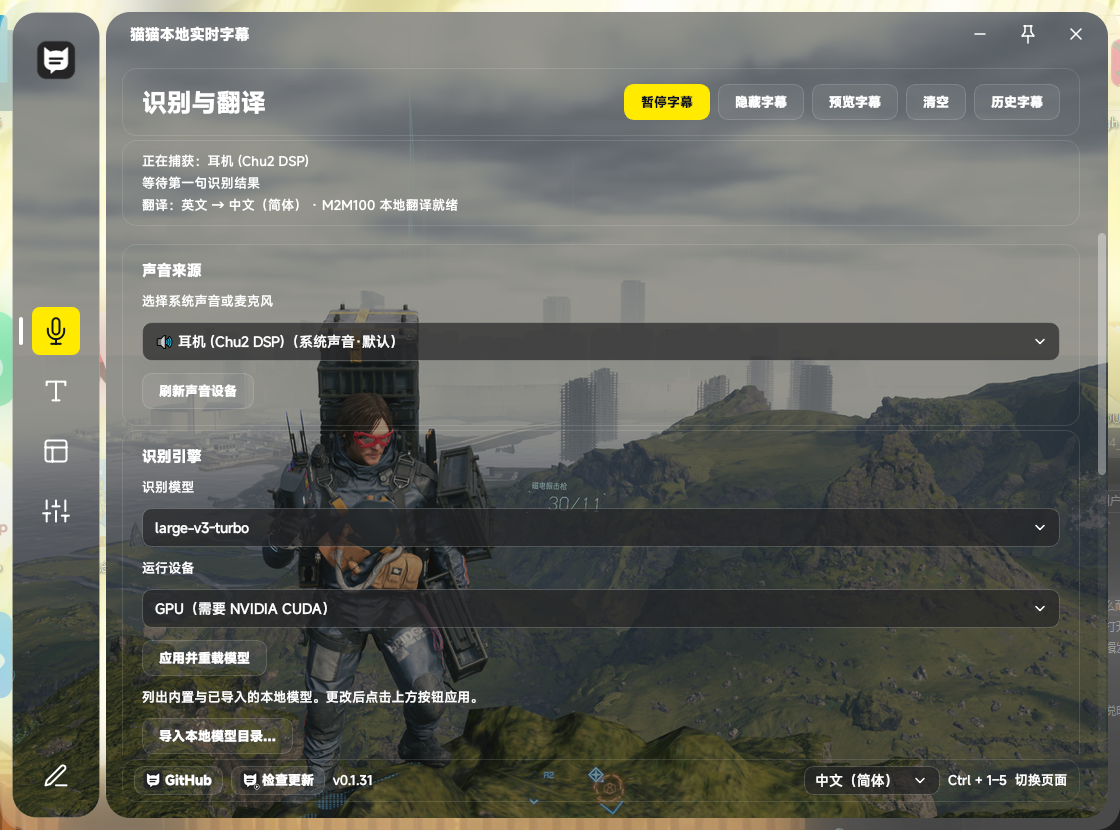 猫猫本地实时字幕
识别与翻译
暂停字幕
隐藏字幕
预览字幕
清空
历史字幕
正在捕获：耳机 (Chu2 DSP)
等待第一句识别结果
翻译：英文 → 中文（简体） · M2M100 本地翻译就绪
声音来源
选择系统声音或麦克风
耳机 (Chu2 DSP)（系统声音·默认）
刷新声音设备
识别引擎
识别模型
30/11
large-v3-turbo
运行设备
GPU（需要 NVIDIA CUDA）
应用并重载模型
列出内置与已导入的本地模型。更改后点击上方按钮应用。
导入本地模型目录...
R2
GitHub
检查更新
v0.1.31
中文（简体）
Ctrl + 1–5 切换页面